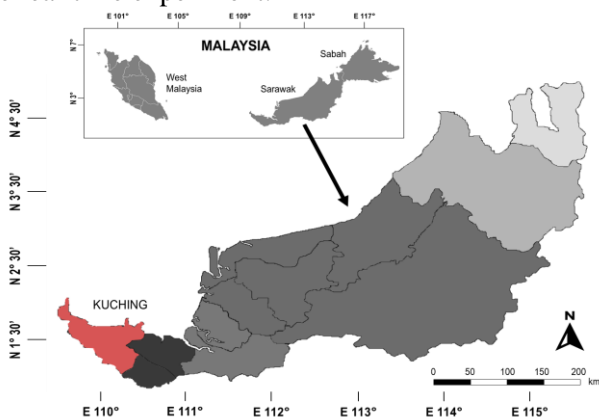 E 101° E 105° E 109° E 113° E 117°
MALAYSIA
N 7°
N 3°
West
Malaysia
Sabah
Sarawak
N 4° 30'
N 3° 30'
N 2° 30'
N 1° 30'
KUCHING
N
0 50 100 150 200
km
E 110° E 111° E 112° E 113° E 114° E 115°